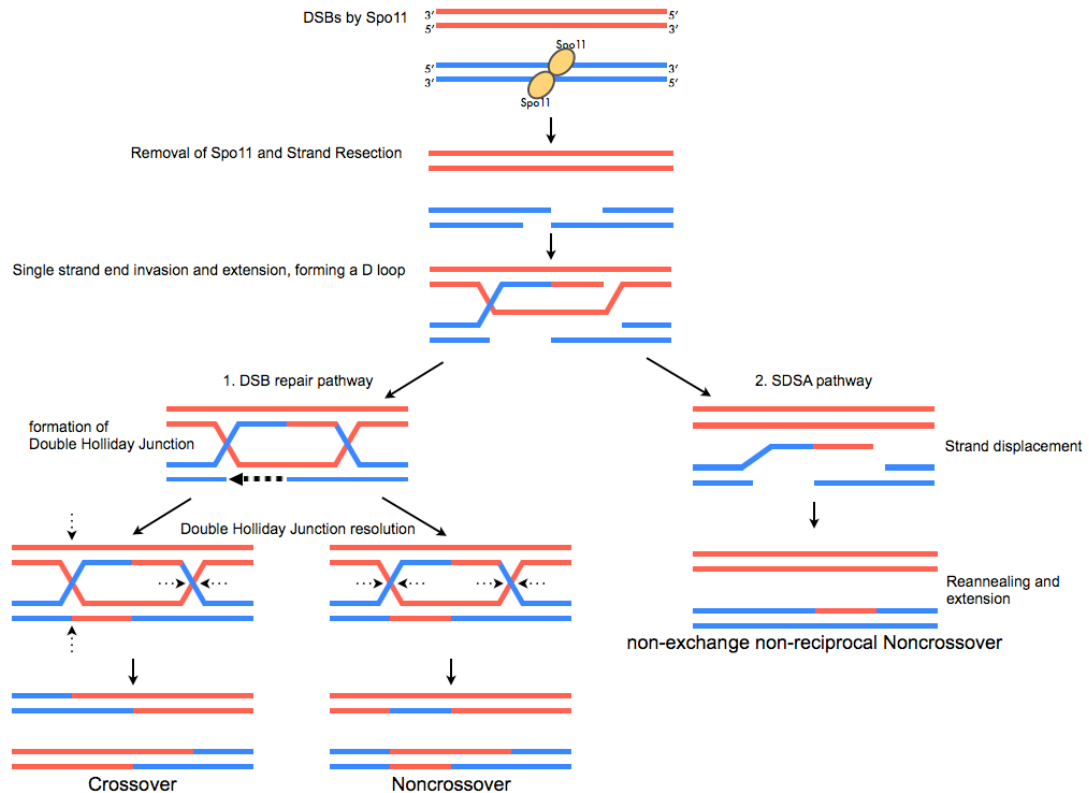 DSBs by Spo11
3′ 5′
5′ 3′
Spo11
5′ 3′
3′ 5′
Spo11
Removal of Spo11 and Strand Resection
Single strand end invasion and extension, forming a D loop
1. DSB repair pathway
2. SDSA pathway
formation of
Double Holliday Junction
Strand displacement
Double Holliday Junction resolution
Reannealing and
extension
non-exchange non-reciprocal Noncrossover
Crossover
Noncrossover